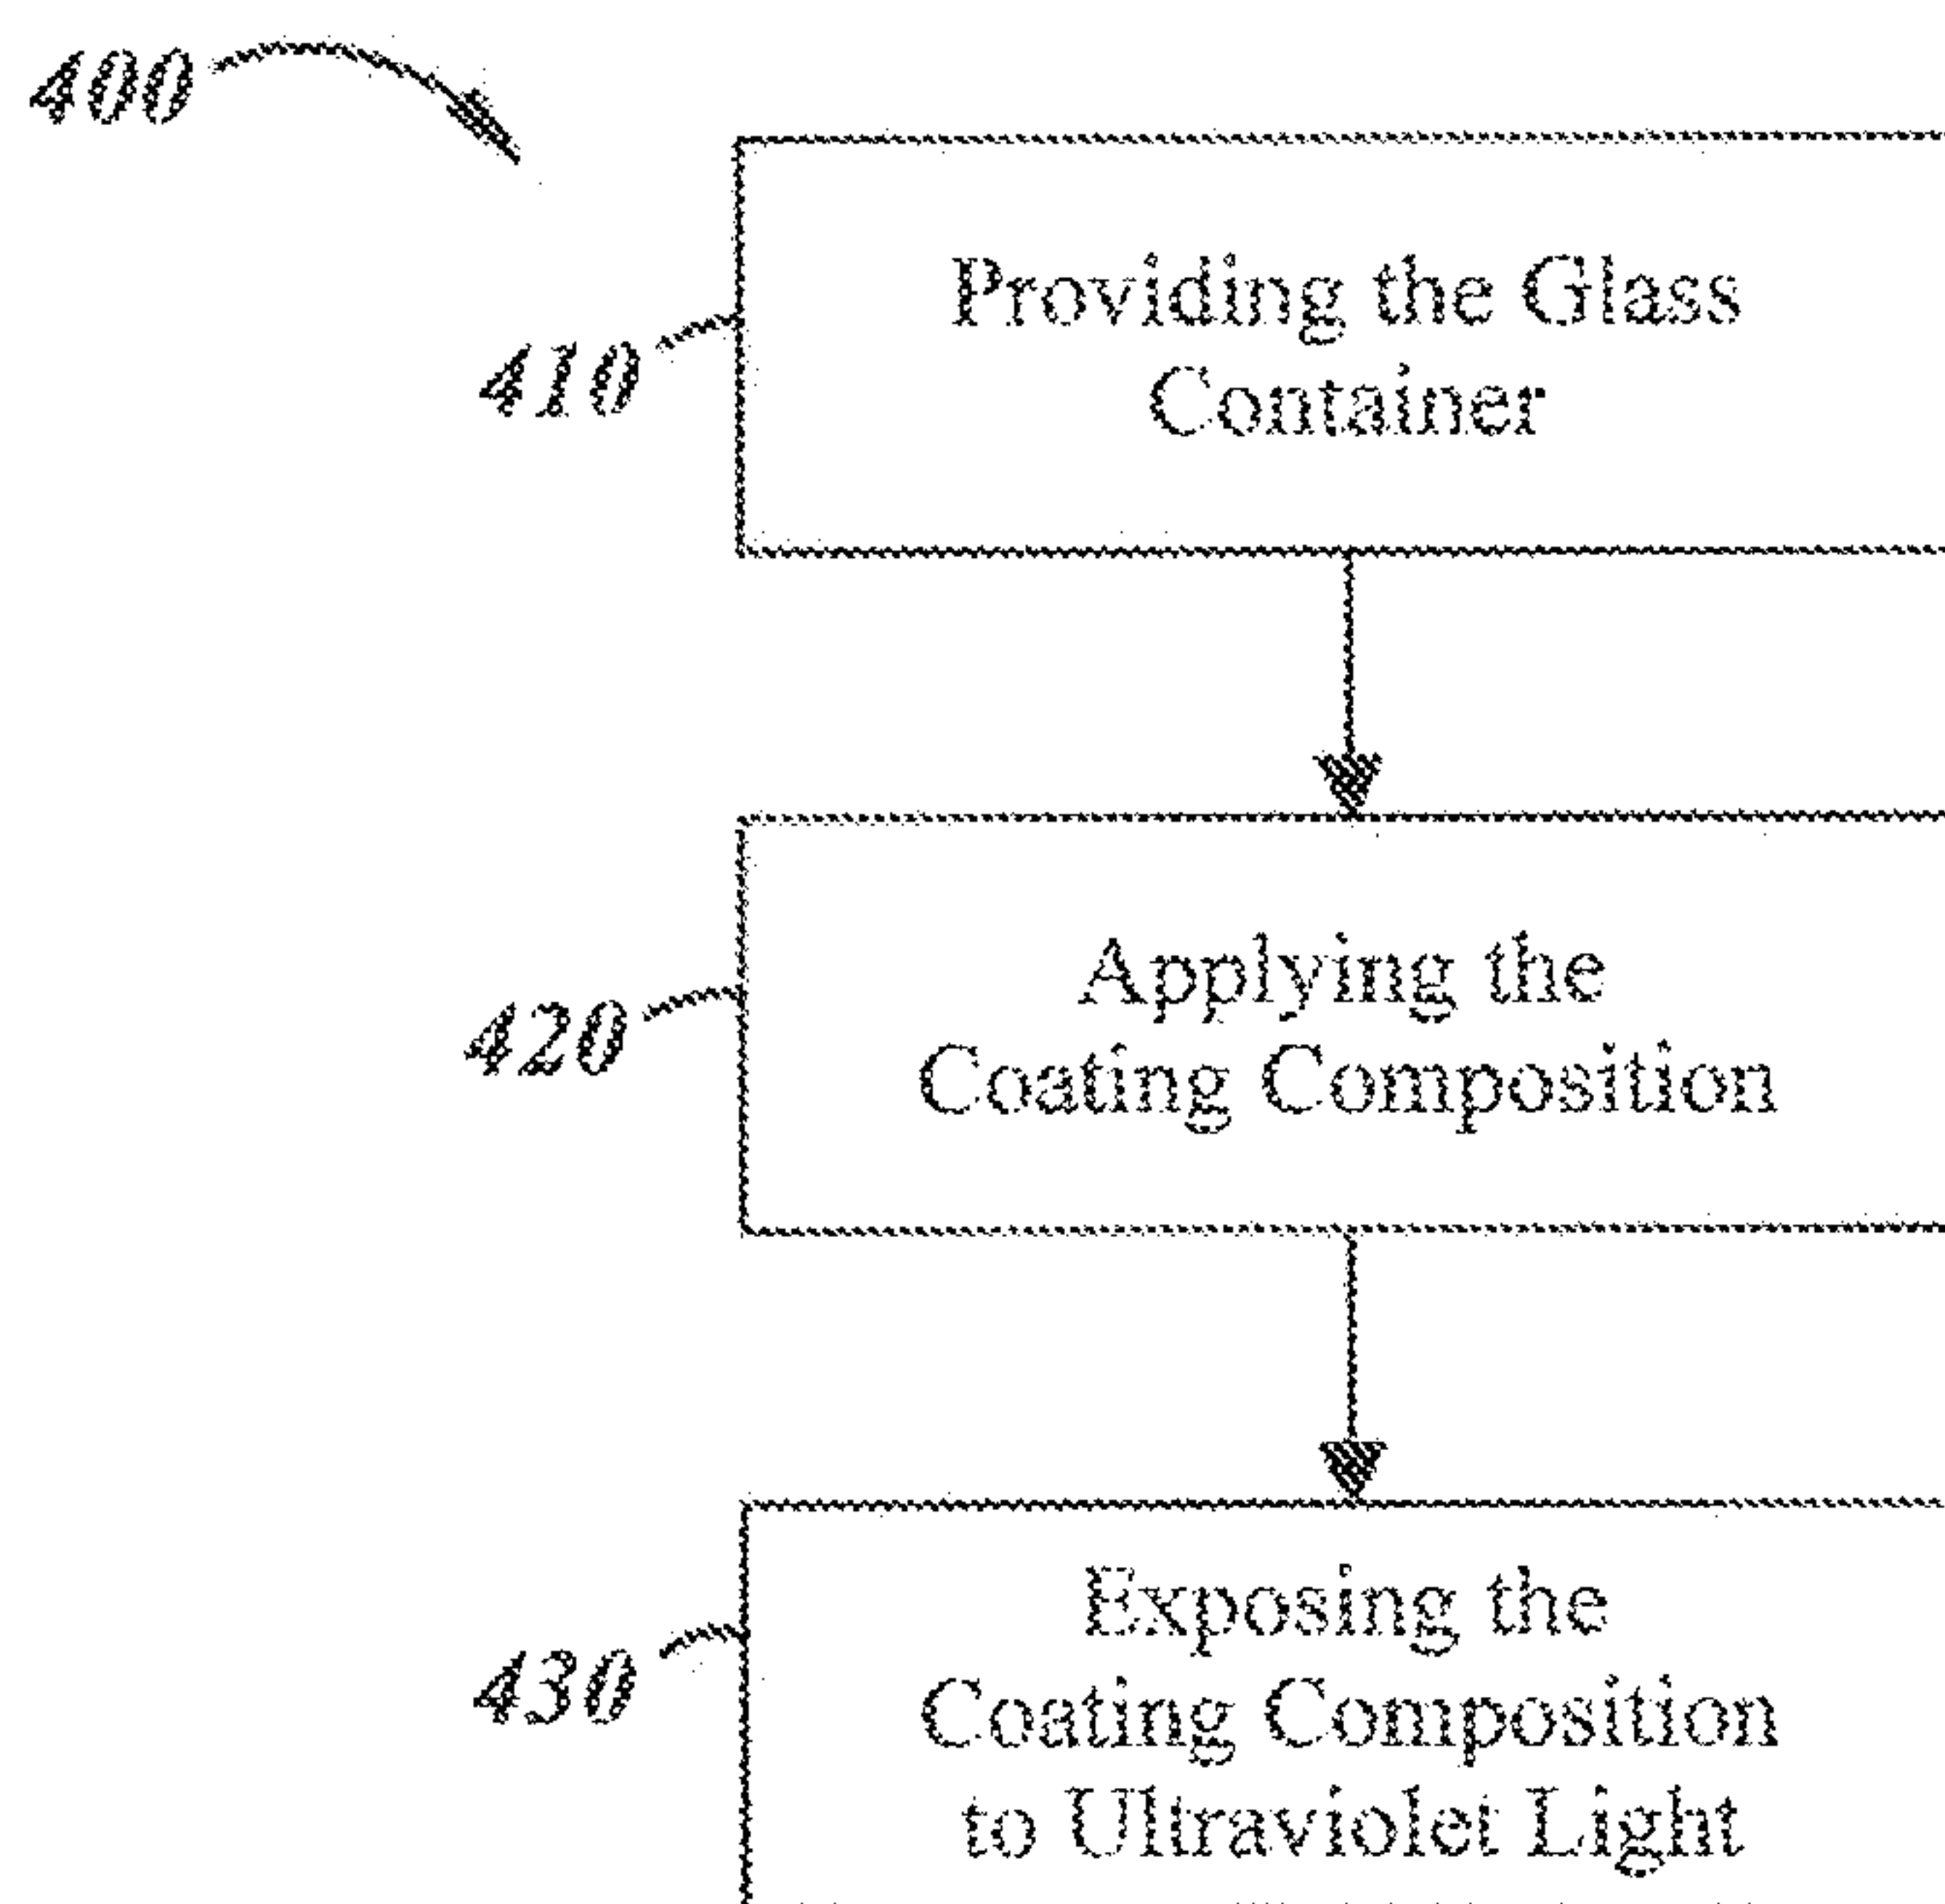 400
410
Providing the Glass
Container
420
Applying the
Coating Composition
430
Exposing the
Coating Composition
to Ultraviolet Light